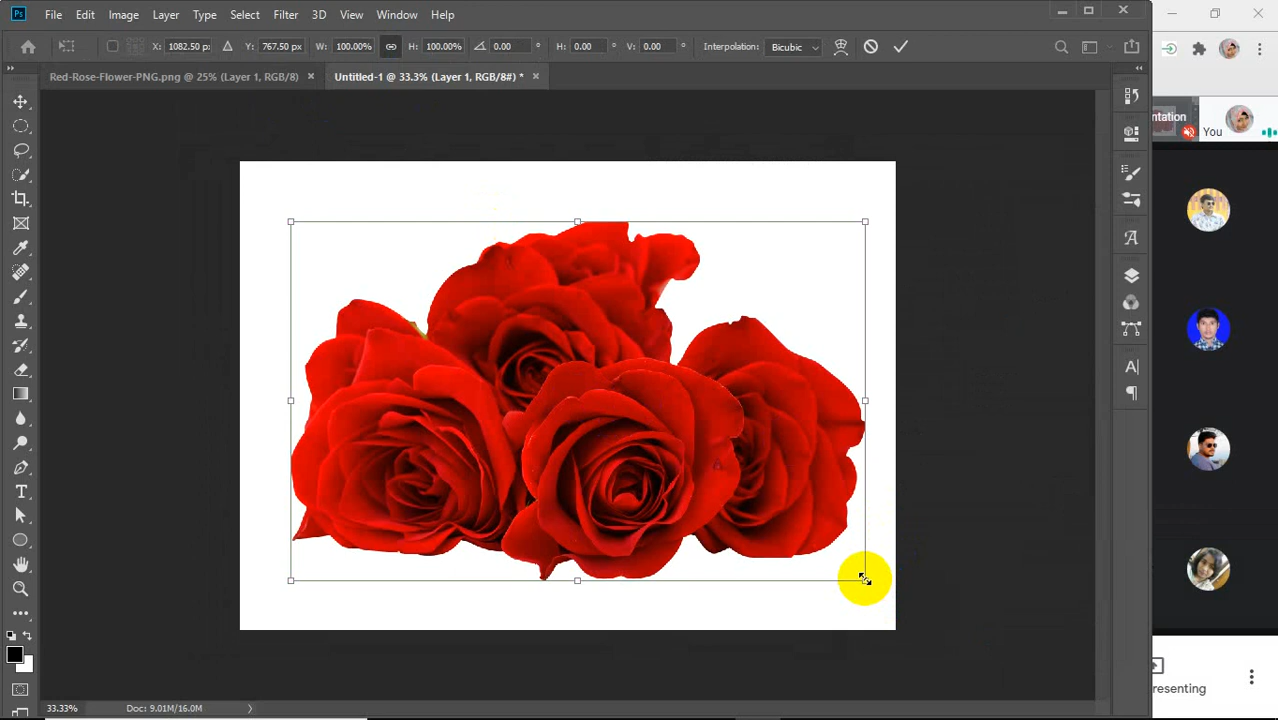 Ps File Edit Image Layer Type Select Filter 3D View Window Help
X: 1082.50 px Y: 767.50 px W: 100.00% H: 100.00% 0.00 ° H: 0.00 ° V: 0.00 ° Interpolation: Bicubic
Red-Rose-Flower-PNG.png @ 25% (Layer 1, RGB/8) × Untitled-1 @ 33.3% (Layer 1, RGB/8#) * ×
ntation
You
33.33% Doc: 9.01M/16.0M
resenting